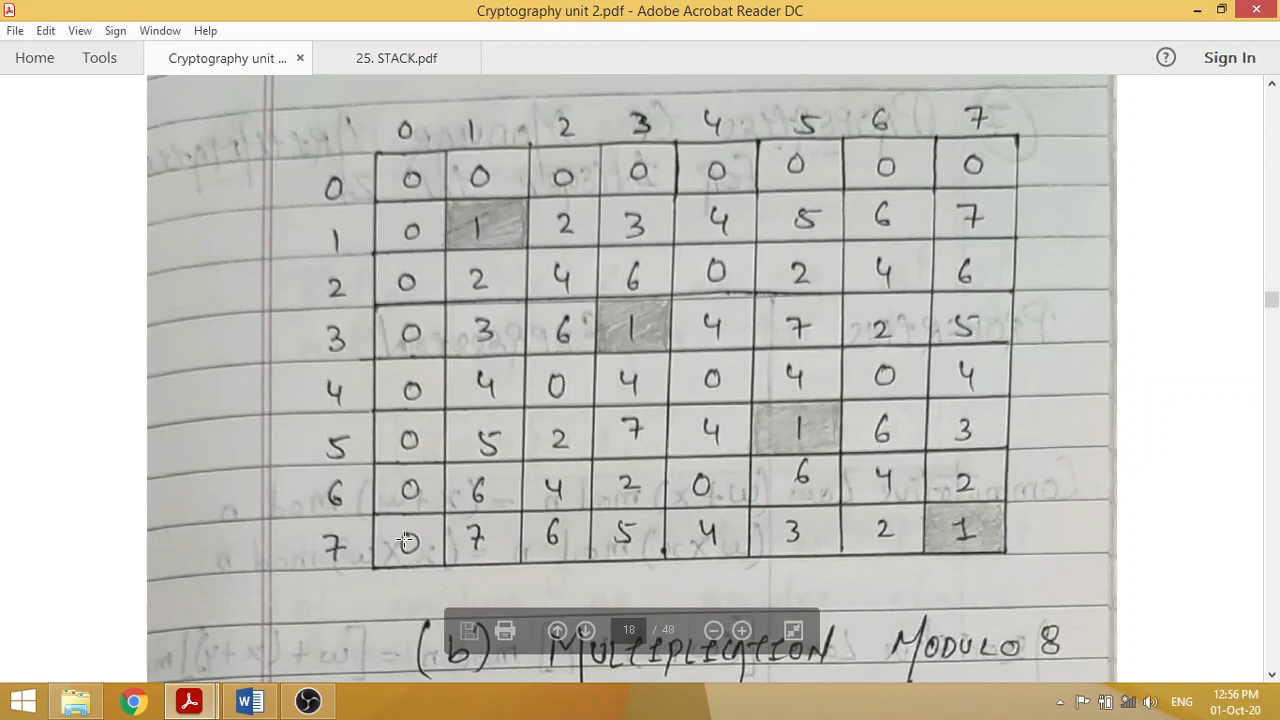 Cryptography unit 2.pdf - Adobe Acrobat Reader DC
File Edit View Sign Window Help
Home Tools Cryptography unit ... × 25. STACK.pdf ? Sign In
0 1 2 3 4 5 6 7
0 0 0 0 0 0 0 0 0
1 0 1 2 3 4 5 6 7
2 0 2 4 6 0 2 4 6
3 0 3 6 1 4 7 2 5
4 0 4 0 4 0 4 0 4
5 0 5 2 7 4 1 6 3
6 0 6 4 2 0 6 4 2
7 0 7 6 5 4 3 2 1
18 / 48
(b) MULTIPLICATION MODULO 8
ENG 12:56 PM
01-Oct-20